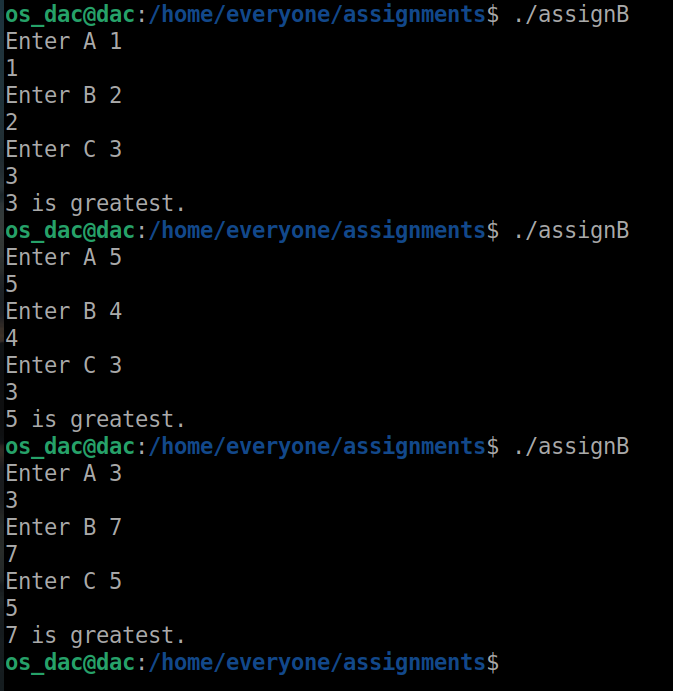 os_dac@dac:/home/everyone/assignments$ ./assignB
Enter A 1
1
Enter B 2
2
Enter C 3
3
3 is greatest.
os_dac@dac:/home/everyone/assignments$ ./assignB
Enter A 5
5
Enter B 4
4
Enter C 3
3
5 is greatest.
os_dac@dac:/home/everyone/assignments$ ./assignB
Enter A 3
3
Enter B 7
7
Enter C 5
5
7 is greatest.
os_dac@dac:/home/everyone/assignments$